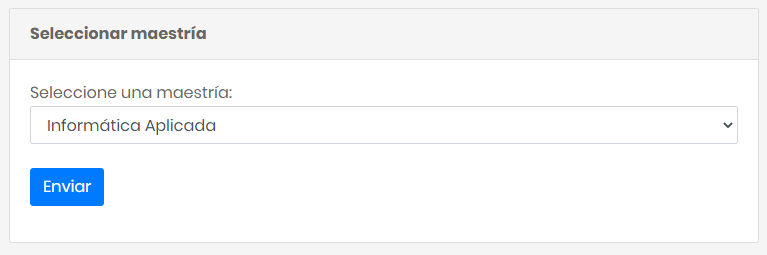 Seleccionar maestría
Seleccione una maestría:
Informática Aplicada
Enviar